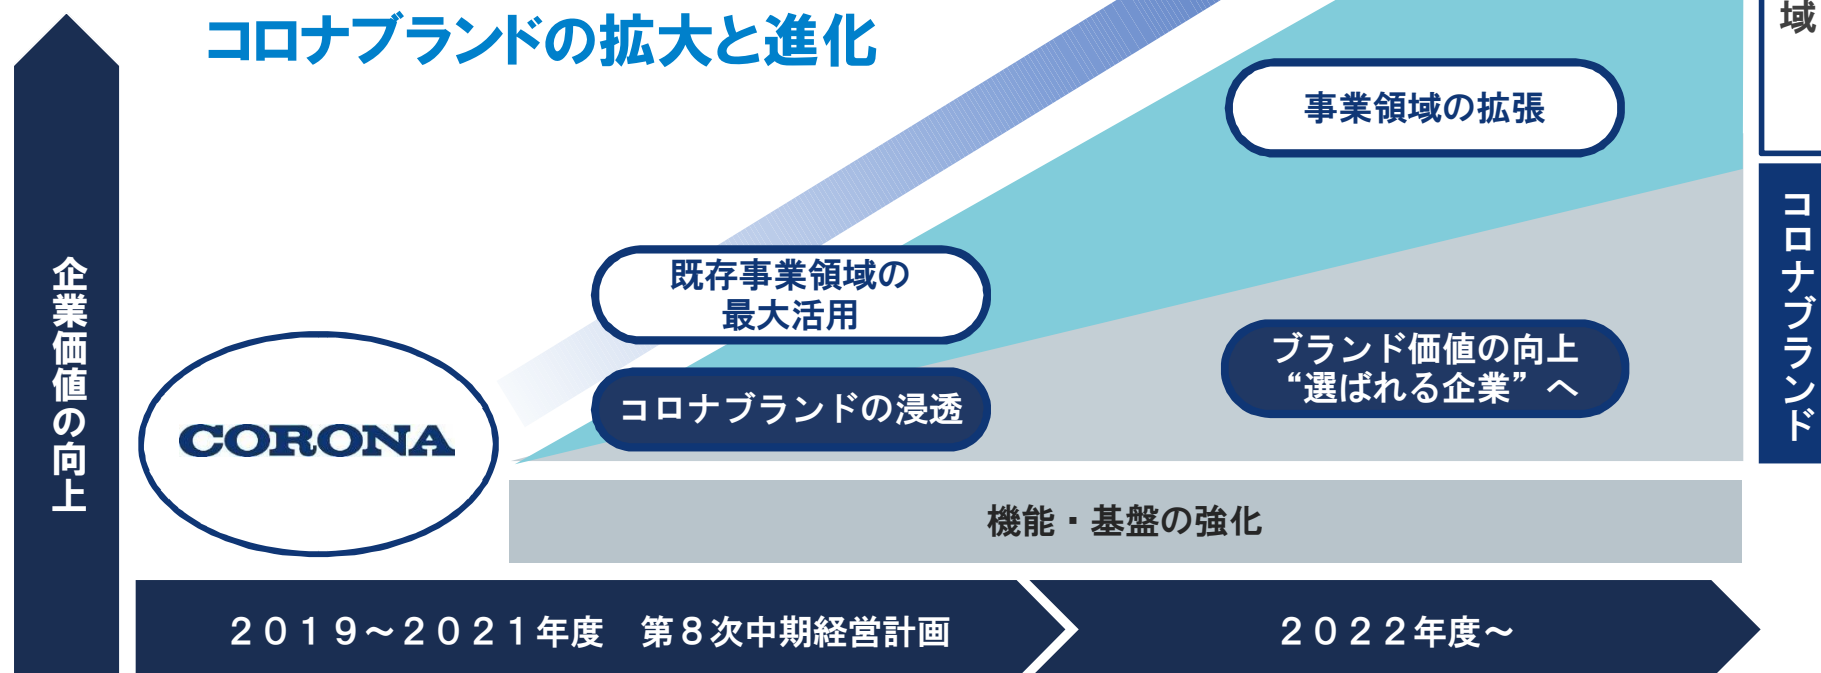 コロナブランドの拡大と進化
域
事業領域の拡張
コロナブランド
企業価値の向上
既存事業領域の
最大活用
ブランド価値の向上
“選ばれる企業”へ
コロナブランドの浸透
CORONA
機能・基盤の強化
２０１９～２０２１年度　第８次中期経営計画
２０２２年度～